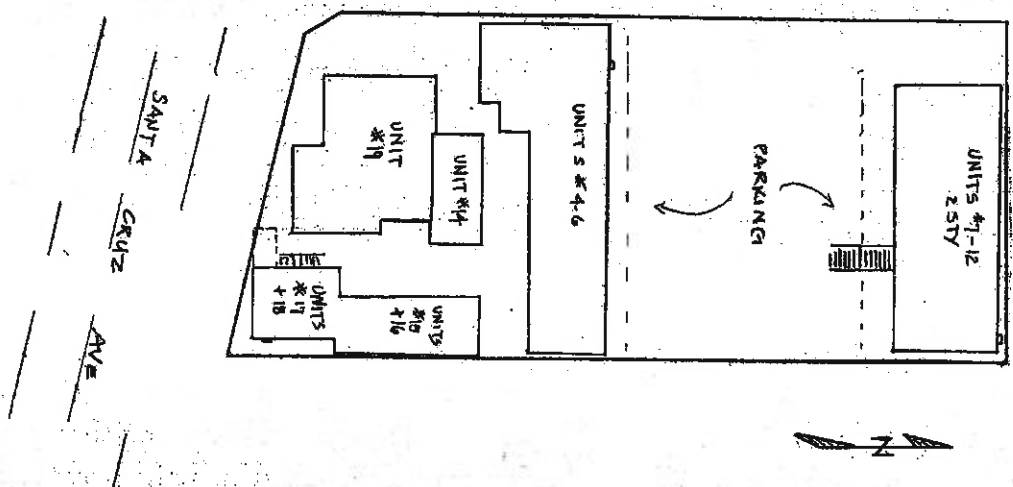 SANTA CRUZ AVE
UNIT
#19
UNIT #14
UNITS #4-6
UNITS
#17
+18
UNITS
#15
+16
PARKING
UNITS #7-12
2 STY
N